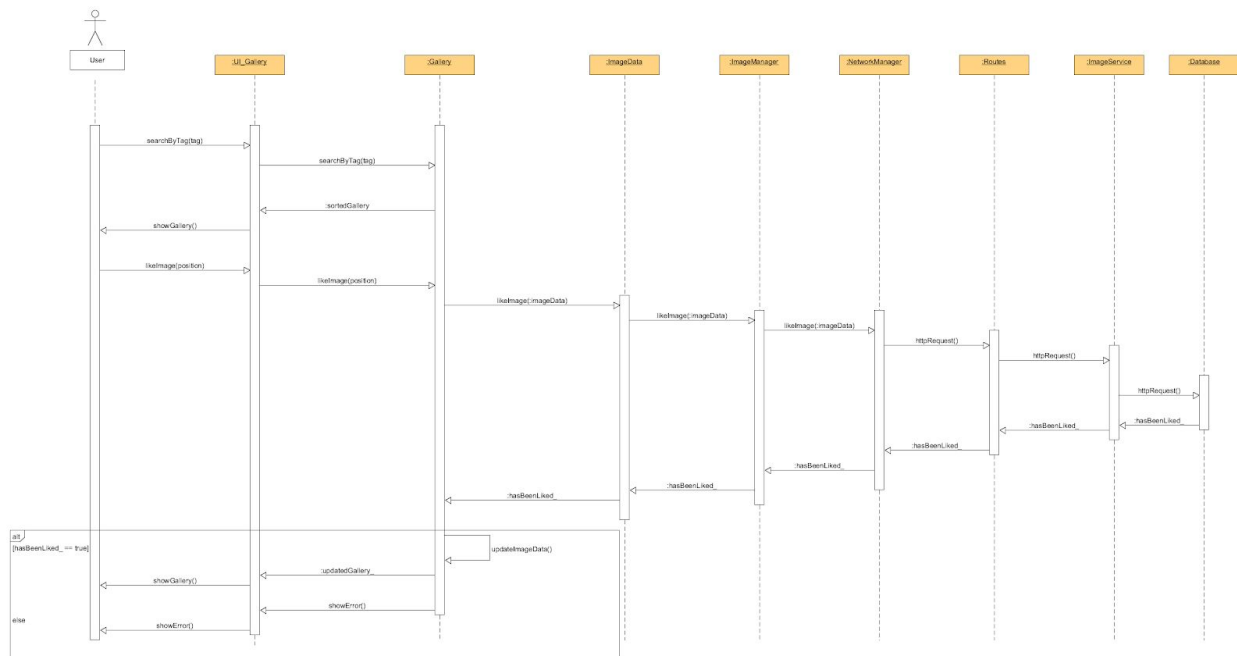 User
:UI_Gallery
:Gallery
:ImageData
:ImageManager
:NetworkManager
:Routes
:ImageService
:Database
searchByTag(tag)
searchByTag(tag)
:sortedGallery
showGallery()
likeImage(position)
likeImage(position)
likeImage(:imageData)
likeImage(:imageData)
likeImage(:imageData)
httpRequest()
httpRequest()
httpRequest()
:hasBeenLiked_
:hasBeenLiked_
:hasBeenLiked_
:hasBeenLiked_
:hasBeenLiked_
:hasBeenLiked_
alt
[hasBeenLiked_ == true]
updateImageData()
:updatedGallery_
showGallery()
showError()
else
showError()